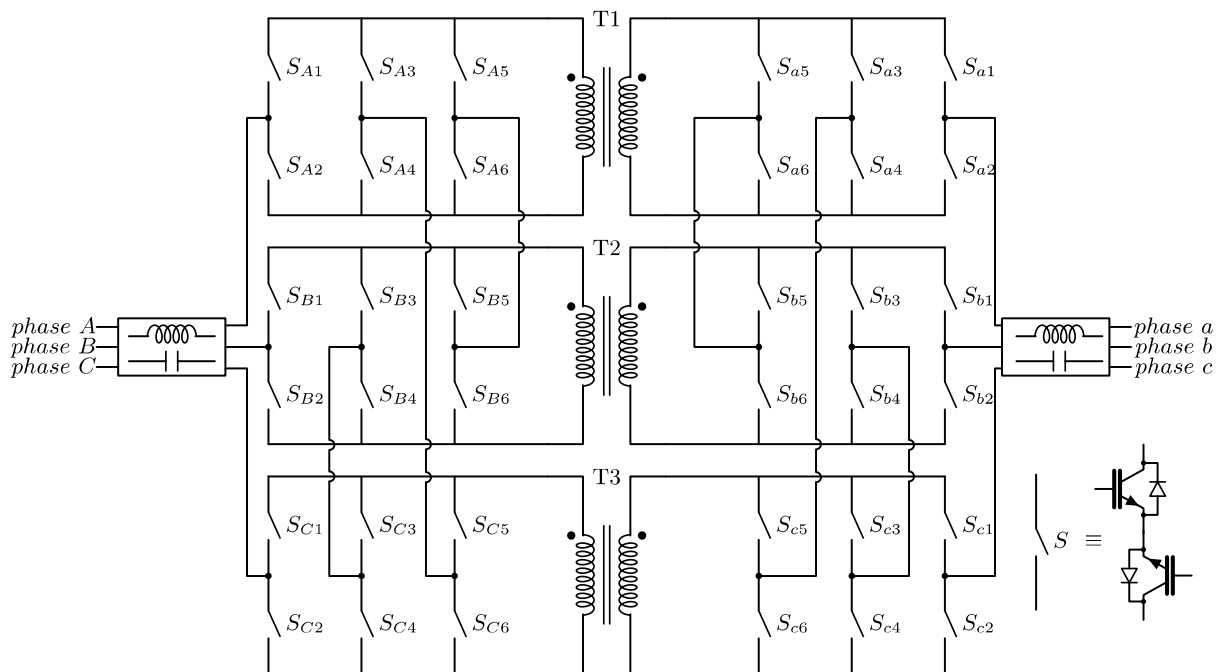 T1
S_{A1} S_{A3} S_{A5} S_{a5} S_{a3} S_{a1}
S_{A2} S_{A4} S_{A6} S_{a6} S_{a4} S_{a2}
T2
S_{B1} S_{B3} S_{B5} S_{b5} S_{b3} S_{b1}
phase A phase a
phase B phase b
phase C phase c
S_{B2} S_{B4} S_{B6} S_{b6} S_{b4} S_{b2}
T3
S_{C1} S_{C3} S_{C5} S_{c5} S_{c3} S_{c1}
S ≡
S_{C2} S_{C4} S_{C6} S_{c6} S_{c4} S_{c2}